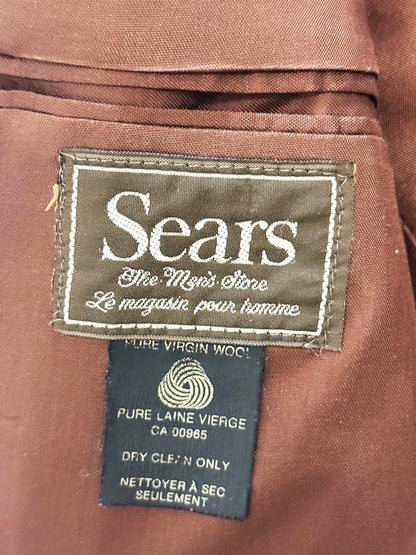 Sears
The Men's Store
Le magasin pour homme
PURE VIRGIN WOOL
PURE LAINE VIERGE
CA 00965
DRY CLEAN ONLY
NETTOYER À SEC
SEULEMENT